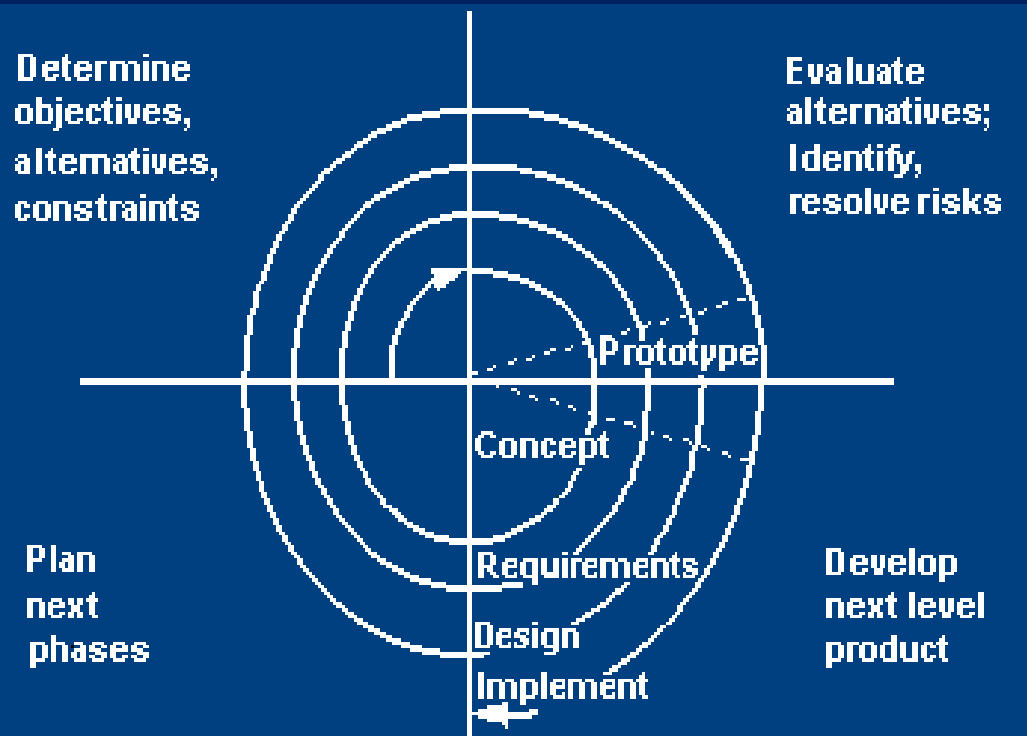 Determine
objectives,
alternatives,
constraints
Evaluate
alternatives;
Identify,
resolve risks
Prototype
Concept
Requirements
Design
Implement
Plan
next
phases
Develop
next level
product